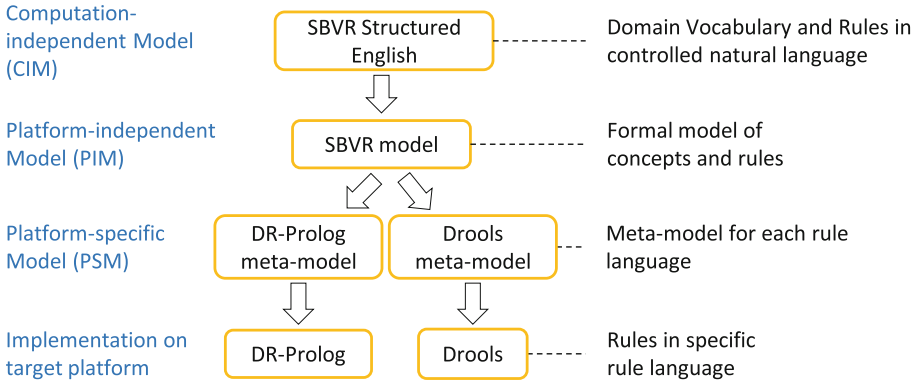 Computation-
independent Model
(CIM)
SBVR Structured
English
Domain Vocabulary and Rules in
controlled natural language
Platform-independent
Model (PIM)
SBVR model
Formal model of
concepts and rules
Platform-specific
Model (PSM)
DR-Prolog
meta-model
Drools
meta-model
Meta-model for each rule
language
Implementation on
target platform
DR-Prolog
Drools
Rules in specific
rule language